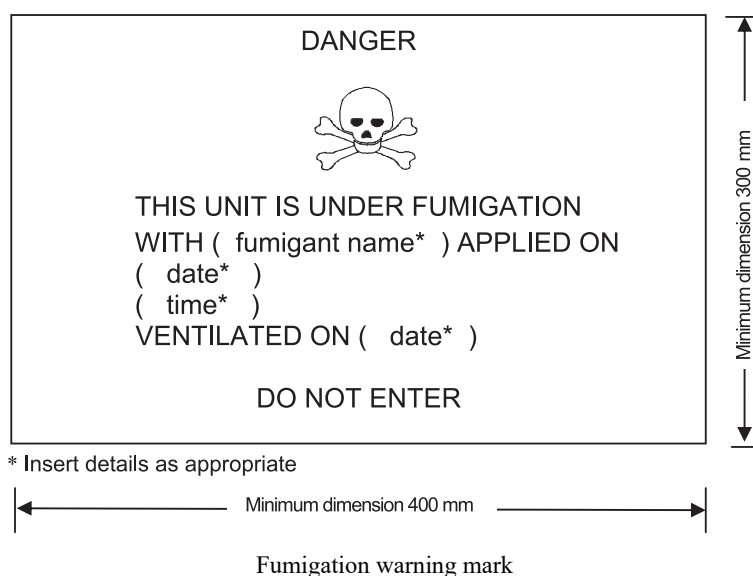 DANGER
THIS UNIT IS UNDER FUMIGATION
WITH ( fumigant name* ) APPLIED ON
( date* )
( time* )
VENTILATED ON ( date* )
DO NOT ENTER
Minimum dimension 300 mm
* Insert details as appropriate
Minimum dimension 400 mm
Fumigation warning mark